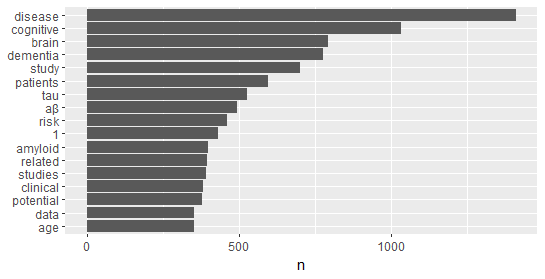 disease
cognitive
brain
dementia
study
patients
tau
aβ
risk
1
amyloid
related
studies
clinical
potential
data
age
0 500 1000
n